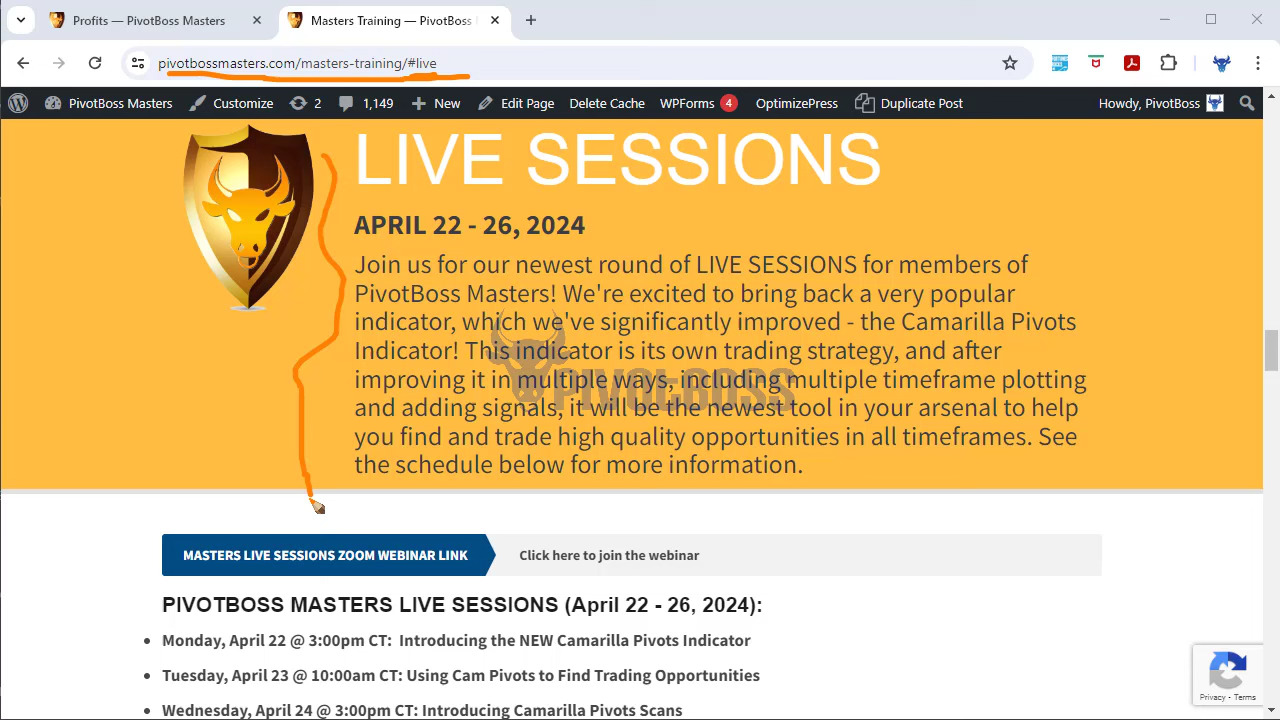 Profits — PivotBoss Masters
Masters Training — PivotBoss
pivotbossmasters.com/masters-training/#live
PivotBoss Masters Customize 2 1,149 New Edit Page Delete Cache WPForms 4 OptimizePress Duplicate Post Howdy, PivotBoss
LIVE SESSIONS
APRIL 22 - 26, 2024
Join us for our newest round of LIVE SESSIONS for members of
PivotBoss Masters! We're excited to bring back a very popular
indicator, which we've significantly improved - the Camarilla Pivots
Indicator! This indicator is its own trading strategy, and after
improving it in multiple ways, including multiple timeframe plotting
and adding signals, it will be the newest tool in your arsenal to help
you find and trade high quality opportunities in all timeframes. See
the schedule below for more information.
PIVOTBOSS
MASTERS LIVE SESSIONS ZOOM WEBINAR LINK Click here to join the webinar
PIVOTBOSS MASTERS LIVE SESSIONS (April 22 - 26, 2024):
Monday, April 22 @ 3:00pm CT: Introducing the NEW Camarilla Pivots Indicator
Tuesday, April 23 @ 10:00am CT: Using Cam Pivots to Find Trading Opportunities
Wednesday, April 24 @ 3:00pm CT: Introducing Camarilla Pivots Scans
Privacy - Terms